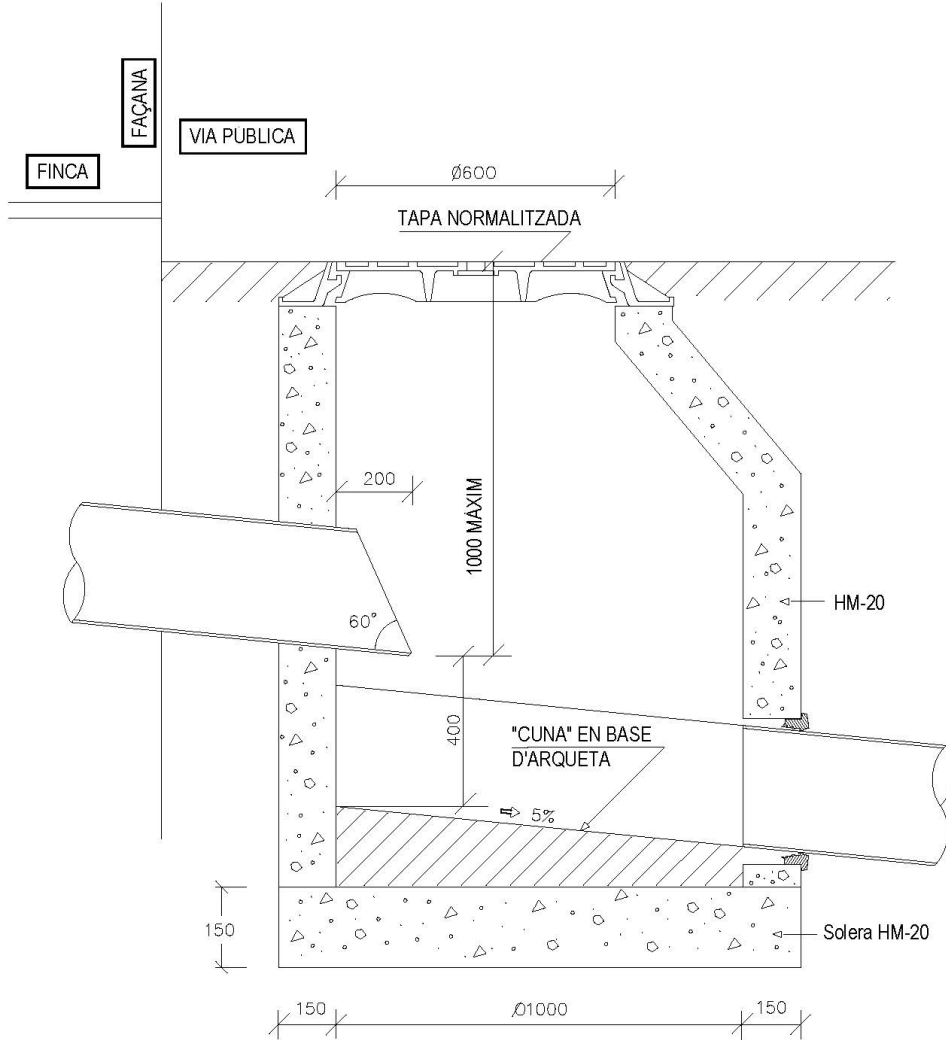 FAÇANA
VIA PUBLICA
FINCA
Ø600
TAPA NORMALITZADA
200
1000 MÀXIM
HM-20
60°
400
"CUNA" EN BASE
D'ARQUETA
5%
150
Solera HM-20
150
Ø1000
150